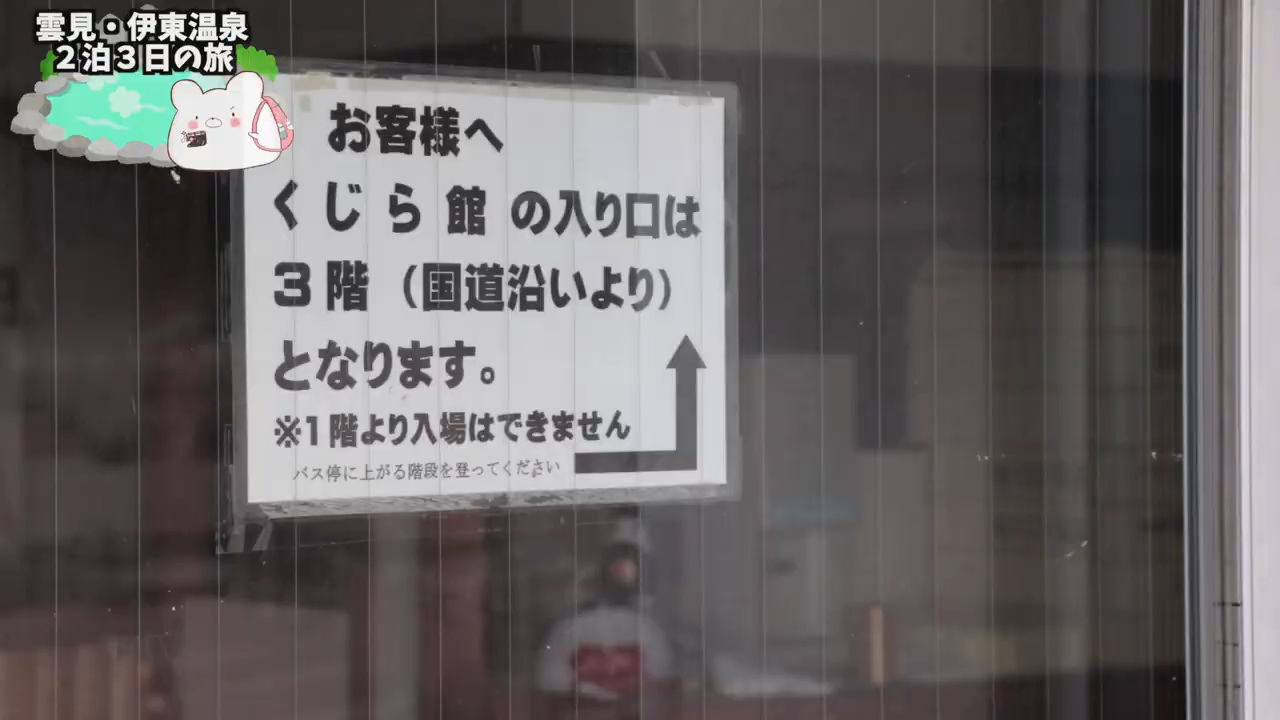 雲見・伊東温泉
2泊3日の旅
お客様へ
くじら館の入り口は
3階（国道沿いより）
となります。
※1階より入場はできません
バス停に上がる階段を登ってください